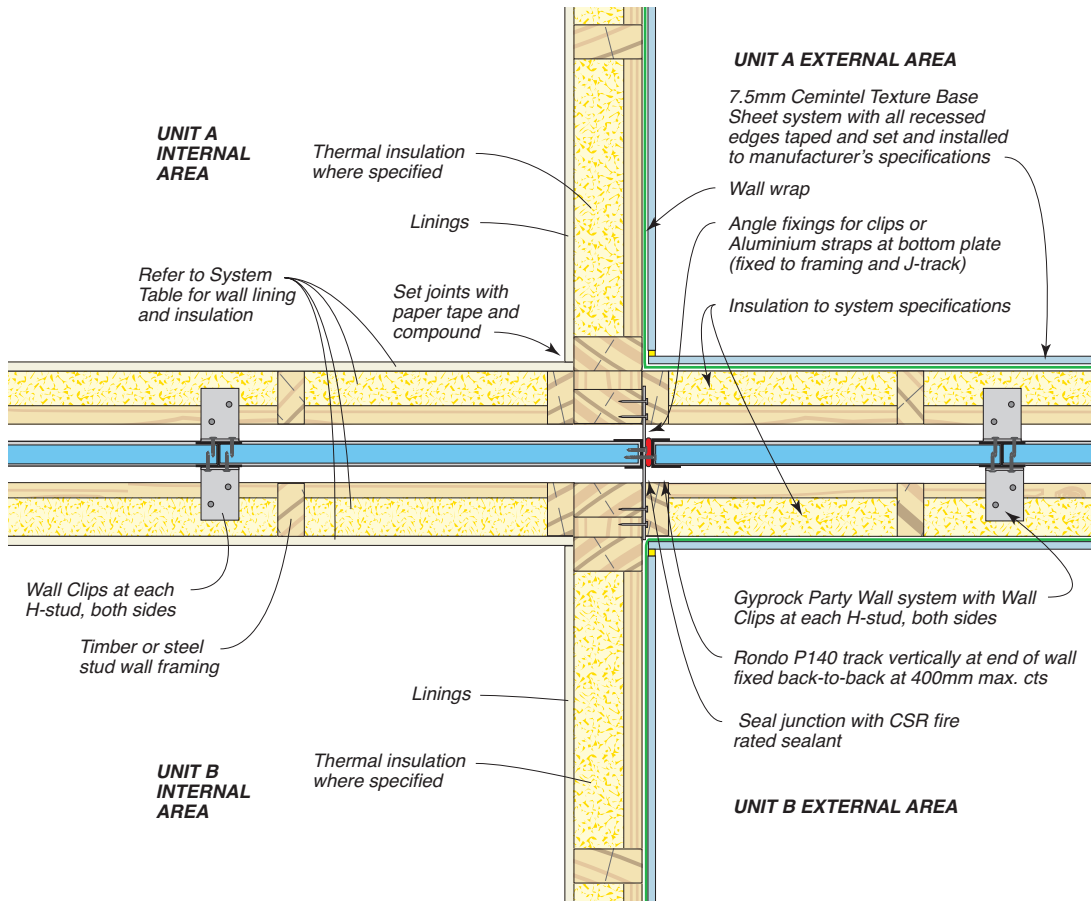 UNIT A
INTERNAL
AREA
Thermal insulation
where specified
Linings
Refer to System
Table for wall lining
and insulation
Set joints with
paper tape and
compound
UNIT A EXTERNAL AREA
7.5mm Cemintel Texture Base
Sheet system with all recessed
edges taped and set and installed
to manufacturer’s specifications
Wall wrap
Angle fixings for clips or
Aluminium straps at bottom plate
(fixed to framing and J-track)
Insulation to system specifications
Wall Clips at each
H-stud, both sides
Timber or steel
stud wall framing
Linings
Thermal insulation
where specified
UNIT B
INTERNAL
AREA
Gyprock Party Wall system with Wall
Clips at each H-stud, both sides
Rondo P140 track vertically at end of wall
fixed back-to-back at 400mm max. cts
Seal junction with CSR fire
rated sealant
UNIT B EXTERNAL AREA